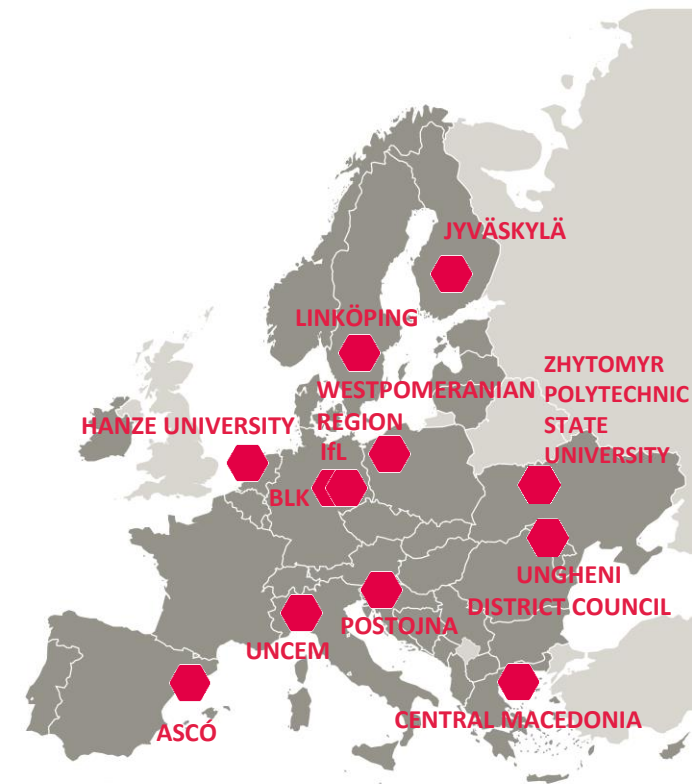 JYVÄSKYLÄ
LINKÖPING
ZHYTOMYR
POLYTECHNIC
STATE
UNIVERSITY
WESTPOMERANIAN
REGION
HANZE UNIVERSITY
IfL
BLK
UNGHENI
DISTRICT COUNCIL
POSTOJNA
UNCEM
CENTRAL MACEDONIA
ASCÓ